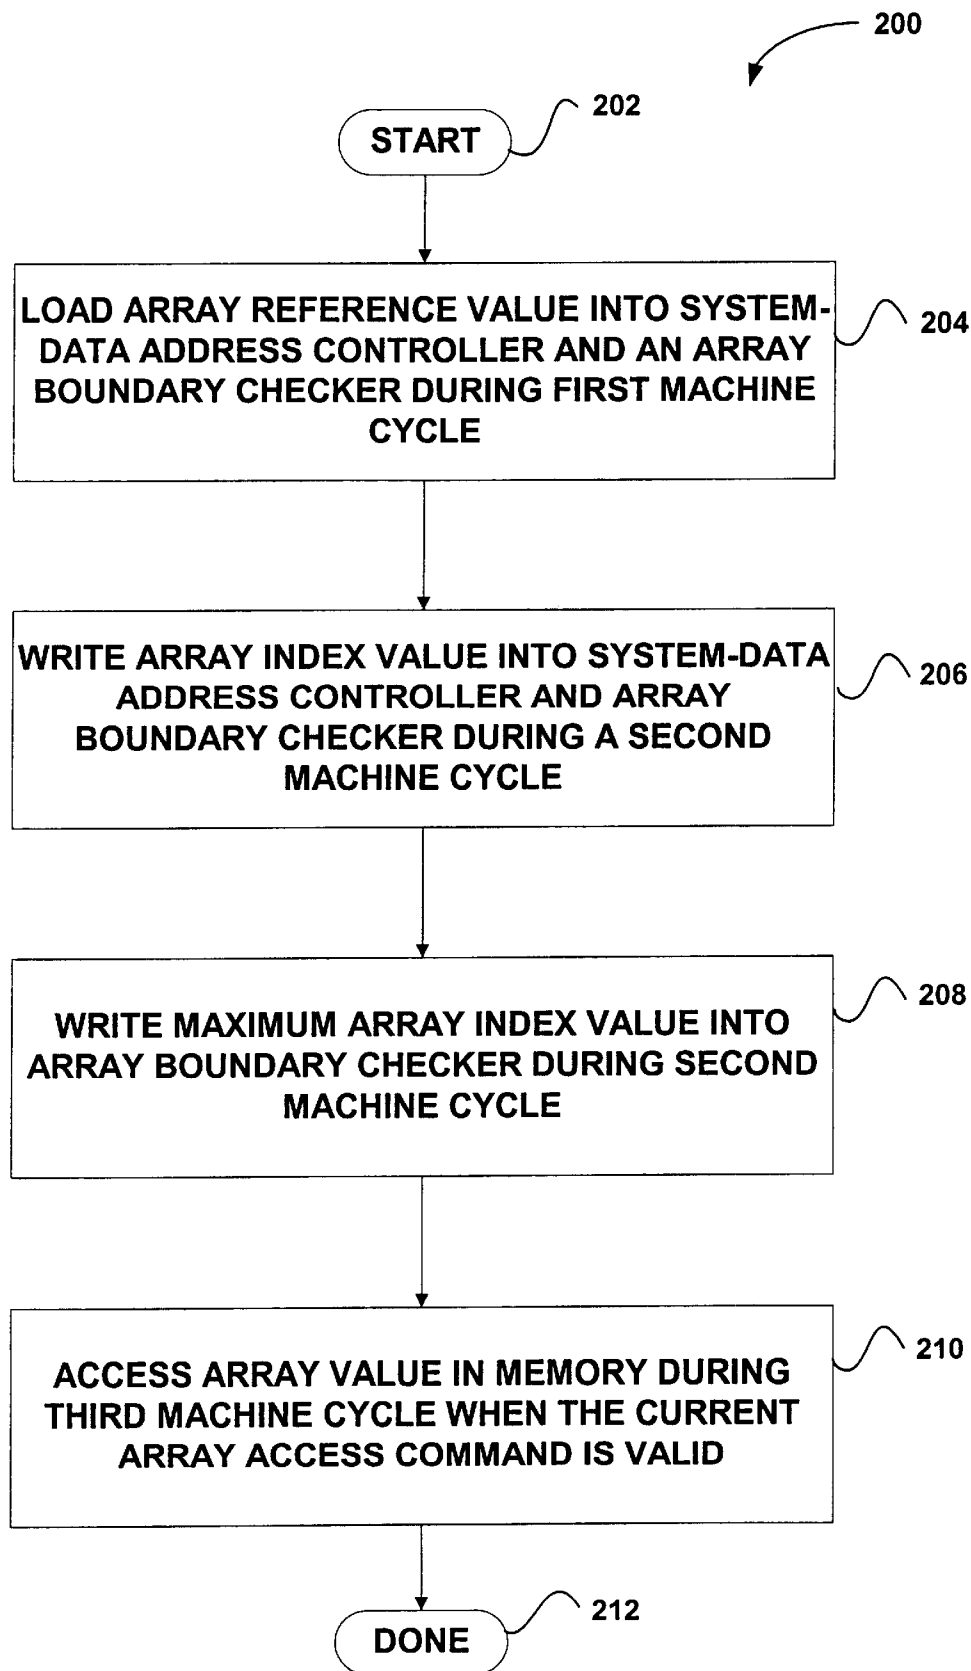 200
START
202
LOAD ARRAY REFERENCE VALUE INTO SYSTEM-
DATA ADDRESS CONTROLLER AND AN ARRAY
BOUNDARY CHECKER DURING FIRST MACHINE
CYCLE
204
WRITE ARRAY INDEX VALUE INTO SYSTEM-DATA
ADDRESS CONTROLLER AND ARRAY
BOUNDARY CHECKER DURING A SECOND
MACHINE CYCLE
206
WRITE MAXIMUM ARRAY INDEX VALUE INTO
ARRAY BOUNDARY CHECKER DURING SECOND
MACHINE CYCLE
208
ACCESS ARRAY VALUE IN MEMORY DURING
THIRD MACHINE CYCLE WHEN THE CURRENT
ARRAY ACCESS COMMAND IS VALID
210
DONE
212